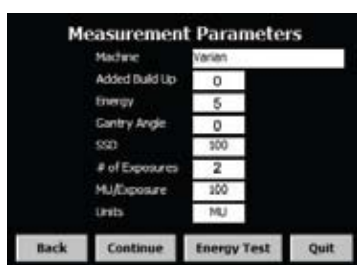 Measurement Parameters
Machine Varian
Added Build Up 0
Energy 5
Gantry Angle 0
SSD 100
# of Exposures 2
MU/Exposure 100
Units MU
Back Continue Energy Test Quit